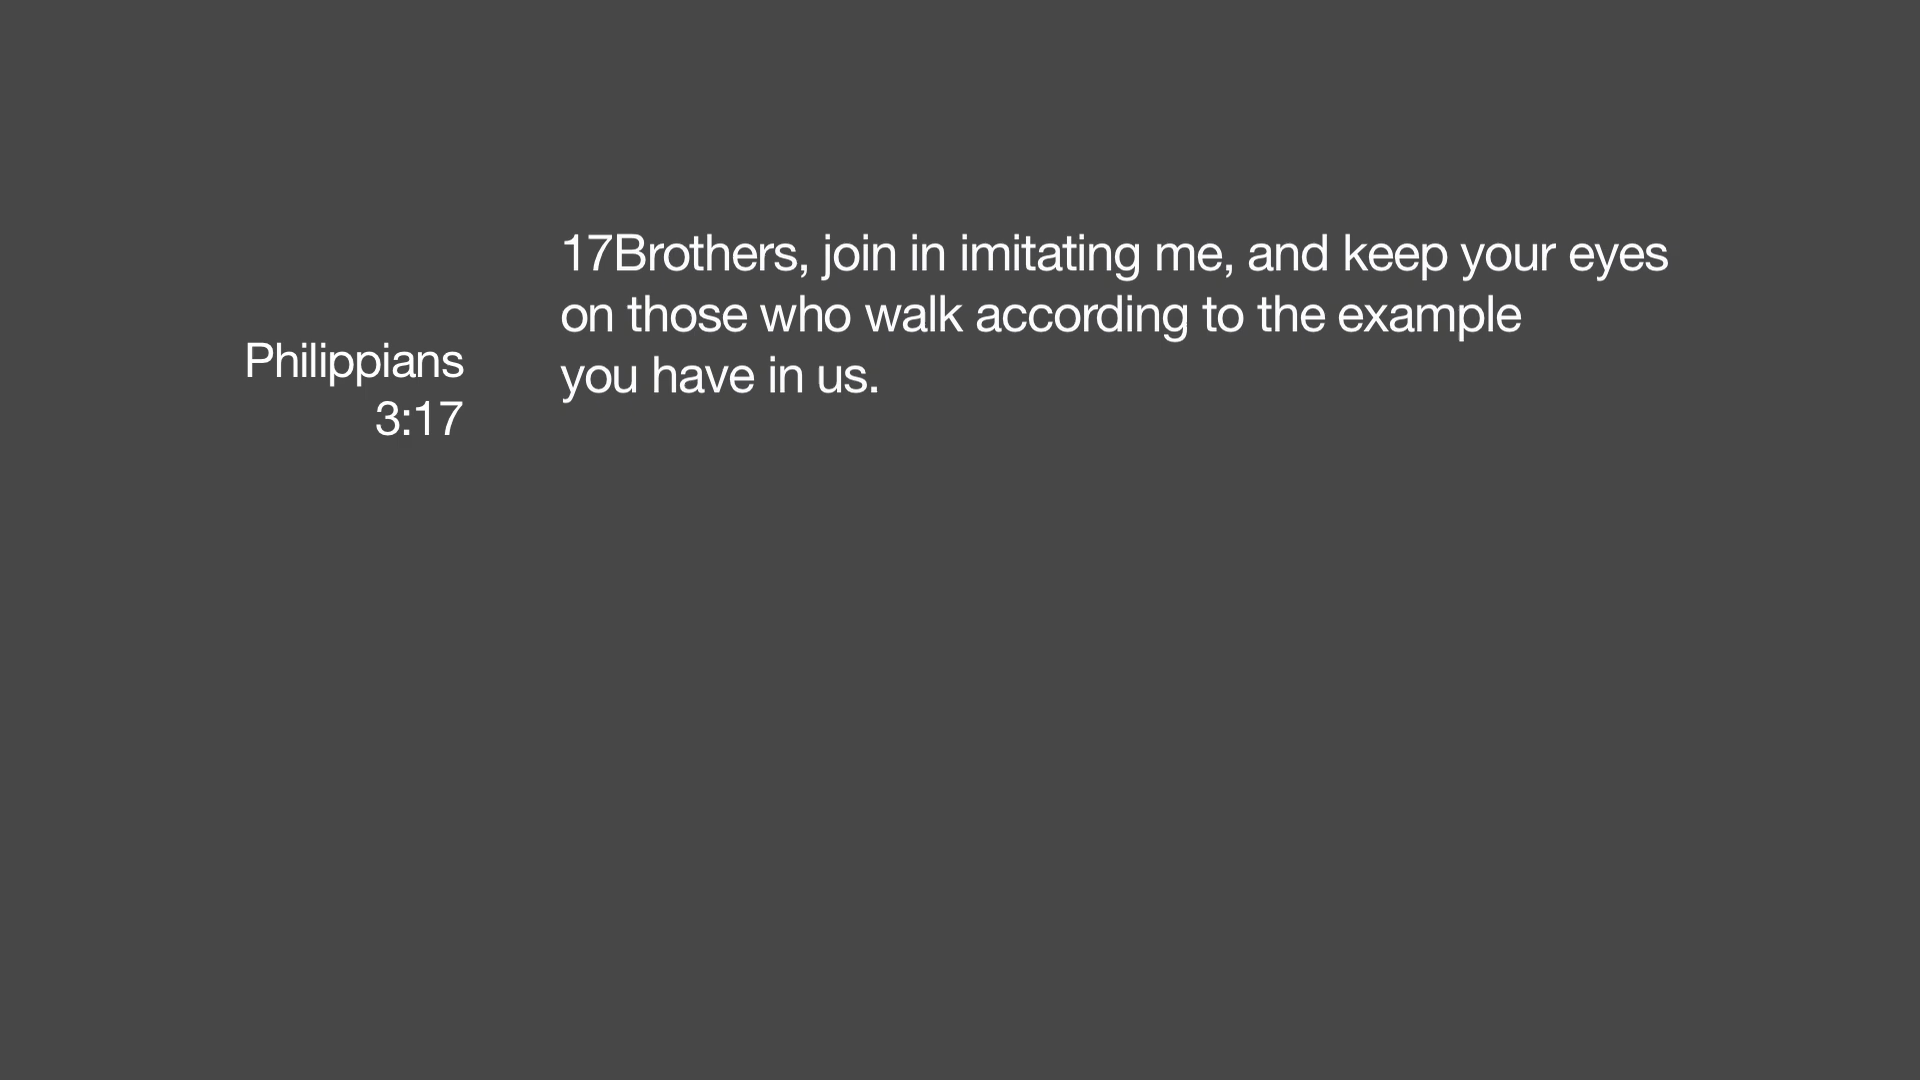 Philippians
3:17
17Brothers, join in imitating me, and keep your eyes
on those who walk according to the example
you have in us.